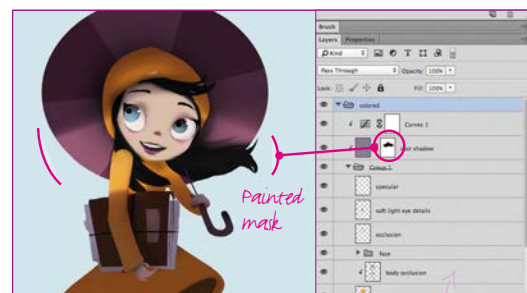 Brush
Layers Properties
Kind T
Pass Through Opacity: 100%
Lock: Fill: 100%
colored
Curves 1
cast shadow
Group 1
specular
soft light eye details
occlusion
face
body occlusion
Painted
mask